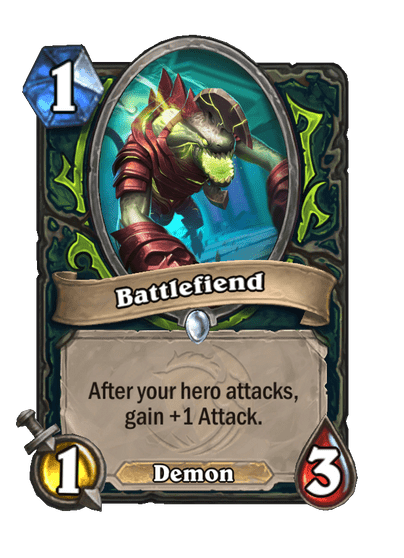 1
Battlefiend
After your hero attacks,
gain +1 Attack.
1
Demon
3